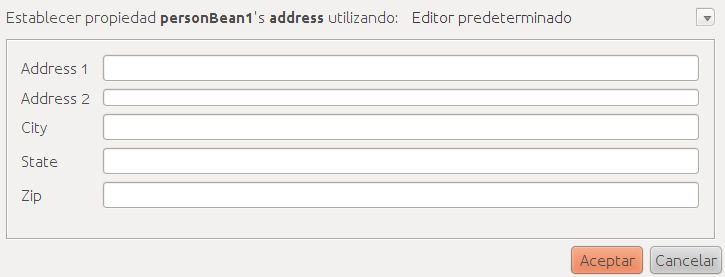 Establecer propiedad personBean1's address utilizando: Editor predeterminado
Address 1
Address 2
City
State
Zip
Aceptar Cancelar